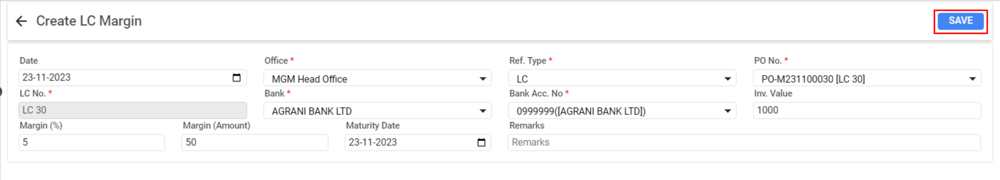 Create LC Margin
SAVE
Date
Office *
Ref. Type *
PO No. *
23-11-2023
MGM Head Office
LC
PO-M231100030 [LC 30]
LC No. *
Bank *
Bank Acc. No *
Inv. Value
LC 30
AGRANI BANK LTD
0999999([AGRANI BANK LTD])
1000
Margin (%)
Margin (Amount)
Maturity Date
Remarks
5
50
23-11-2023
Remarks